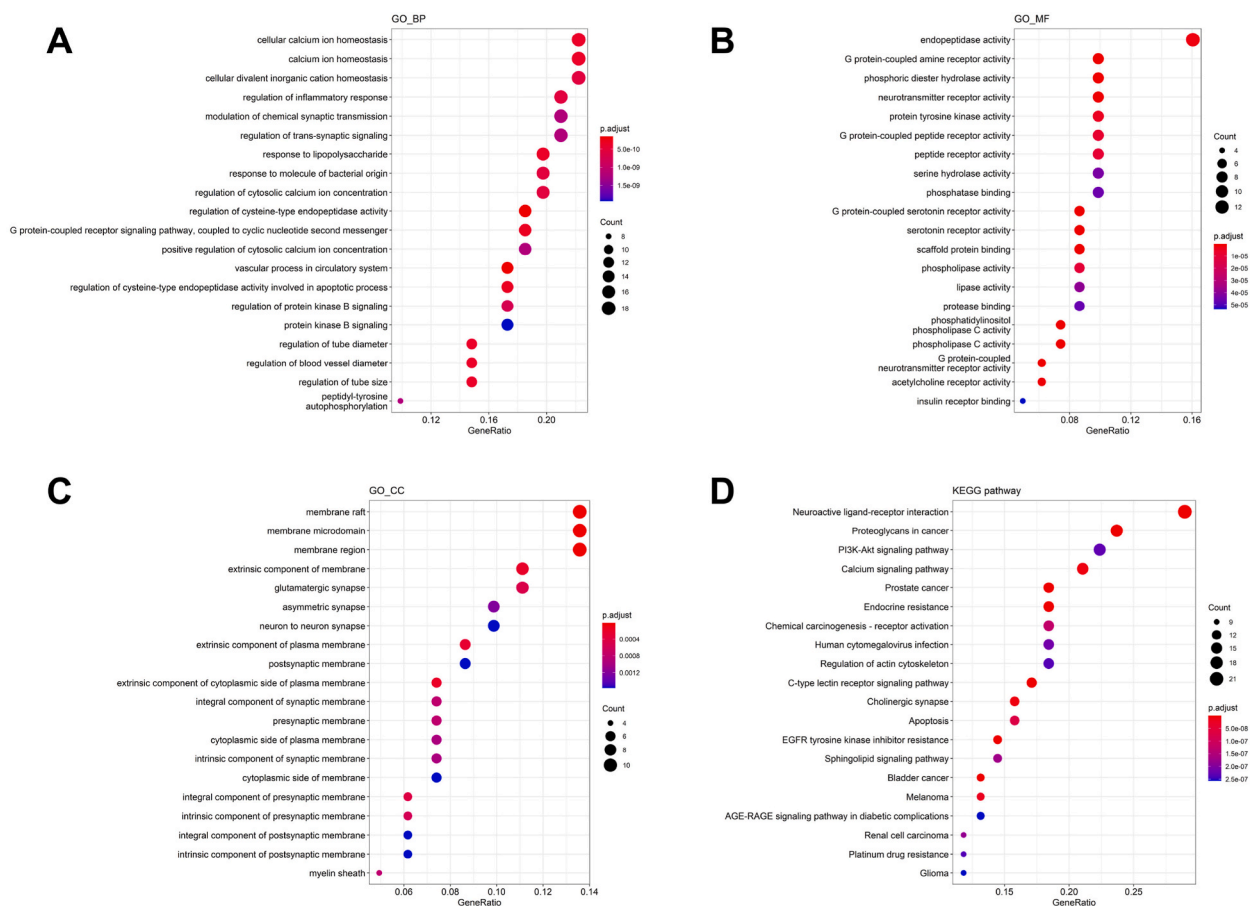 A
GO_BP
cellular calcium ion homeostasis
calcium ion homeostasis
cellular divalent inorganic cation homeostasis
regulation of inflammatory response
modulation of chemical synaptic transmission
regulation of trans-synaptic signaling
response to lipopolysaccharide
response to molecule of bacterial origin
regulation of cytosolic calcium ion concentration
regulation of cysteine-type endopeptidase activity
G protein-coupled receptor signaling pathway, coupled to cyclic nucleotide second messenger
positive regulation of cytosolic calcium ion concentration
vascular process in circulatory system
regulation of cysteine-type endopeptidase activity involved in apoptotic process
regulation of protein kinase B signaling
protein kinase B signaling
regulation of tube diameter
regulation of blood vessel diameter
regulation of tube size
peptidyl-tyrosine
autophosphorylation
0.12
0.16
0.20
GeneRatio
p.adjust
5.0e-10
1.0e-09
1.5e-09
Count
8
10
12
14
16
18
B
GO_MF
endopeptidase activity
G protein-coupled amine receptor activity
phosphoric diester hydrolase activity
neurotransmitter receptor activity
protein tyrosine kinase activity
G protein-coupled peptide receptor activity
peptide receptor activity
serine hydrolase activity
phosphatase binding
G protein-coupled serotonin receptor activity
serotonin receptor activity
scaffold protein binding
phospholipase activity
lipase activity
protease binding
phosphatidylinositol
phospholipase C activity
phospholipase C activity
G protein-coupled
neurotransmitter receptor activity
acetylcholine receptor activity
insulin receptor binding
0.08
0.12
0.16
GeneRatio
Count
4
6
8
10
12
p.adjust
1e-05
2e-05
3e-05
4e-05
5e-05
C
GO_CC
membrane raft
membrane microdomain
membrane region
extrinsic component of membrane
glutamatergic synapse
asymmetric synapse
neuron to neuron synapse
extrinsic component of plasma membrane
postsynaptic membrane
extrinsic component of cytoplasmic side of plasma membrane
integral component of synaptic membrane
presynaptic membrane
cytoplasmic side of plasma membrane
intrinsic component of synaptic membrane
cytoplasmic side of membrane
integral component of presynaptic membrane
intrinsic component of presynaptic membrane
integral component of postsynaptic membrane
intrinsic component of postsynaptic membrane
myelin sheath
0.06
0.08
0.10
0.12
0.14
GeneRatio
p.adjust
0.0004
0.0008
0.0012
Count
4
6
8
10
D
KEGG pathway
Neuroactive ligand-receptor interaction
Proteoglycans in cancer
PI3K-Akt signaling pathway
Calcium signaling pathway
Prostate cancer
Endocrine resistance
Chemical carcinogenesis - receptor activation
Human cytomegalovirus infection
Regulation of actin cytoskeleton
C-type lectin receptor signaling pathway
Cholinergic synapse
Apoptosis
EGFR tyrosine kinase inhibitor resistance
Sphingolipid signaling pathway
Bladder cancer
Melanoma
AGE-RAGE signaling pathway in diabetic complications
Renal cell carcinoma
Platinum drug resistance
Glioma
0.15
0.20
0.25
GeneRatio
Count
9
12
15
18
21
p.adjust
5.0e-08
1.0e-07
1.5e-07
2.0e-07
2.5e-07